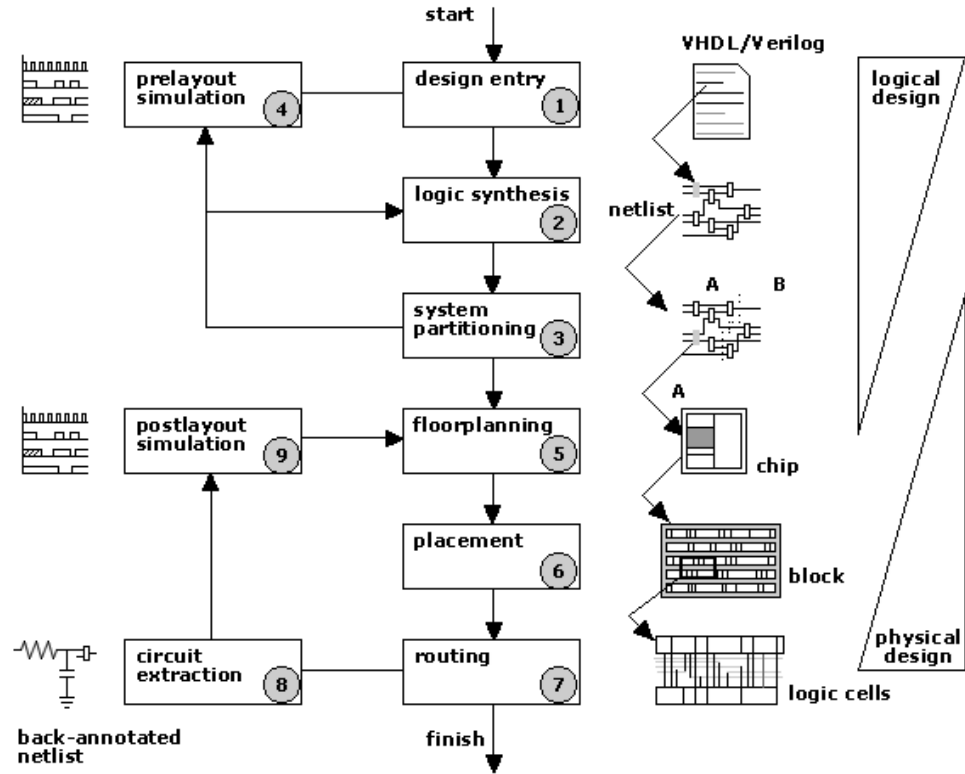 start
VHDL/Verilog
prelayout
simulation
4
design entry
1
logical
design
logic synthesis
2
netlist
A B
system
partitioning
3
A
postlayout
simulation
9
floorplanning
5
chip
placement
6
block
circuit
extraction
8
routing
7
physical
design
logic cells
back-annotated
netlist
finish